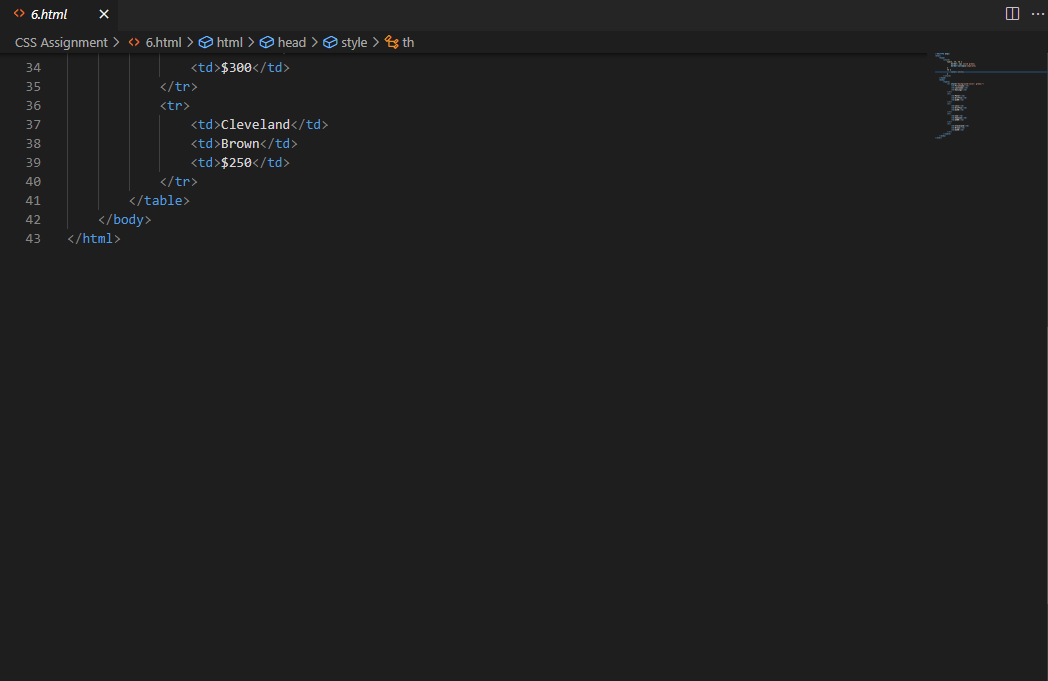 6.html
CSS Assignment > 6.html > html > head > style > th
34 <td>$300</td>
35 </tr>
36 <tr>
37 <td>Cleveland</td>
38 <td>Brown</td>
39 <td>$250</td>
40 </tr>
41 </table>
42 </body>
43 </html>